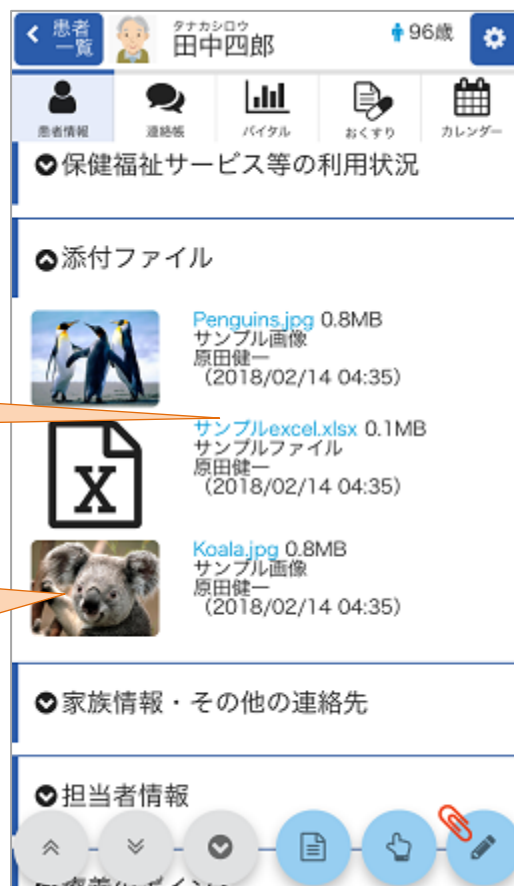 患者
一覧
タナカシロウ
田中四郎
96歳
患者情報
連絡帳
バイタル
おくすり
カレンダー
保健福祉サービス等の利用状況
添付ファイル
Penguins.jpg 0.8MB
サンプル画像
原田健一
(2018/02/14 04:35)
サンプルexcel.xlsx 0.1MB
サンプルファイル
原田健一
(2018/02/14 04:35)
X
Koala.jpg 0.8MB
サンプル画像
原田健一
(2018/02/14 04:35)
家族情報・その他の連絡先
担当者情報